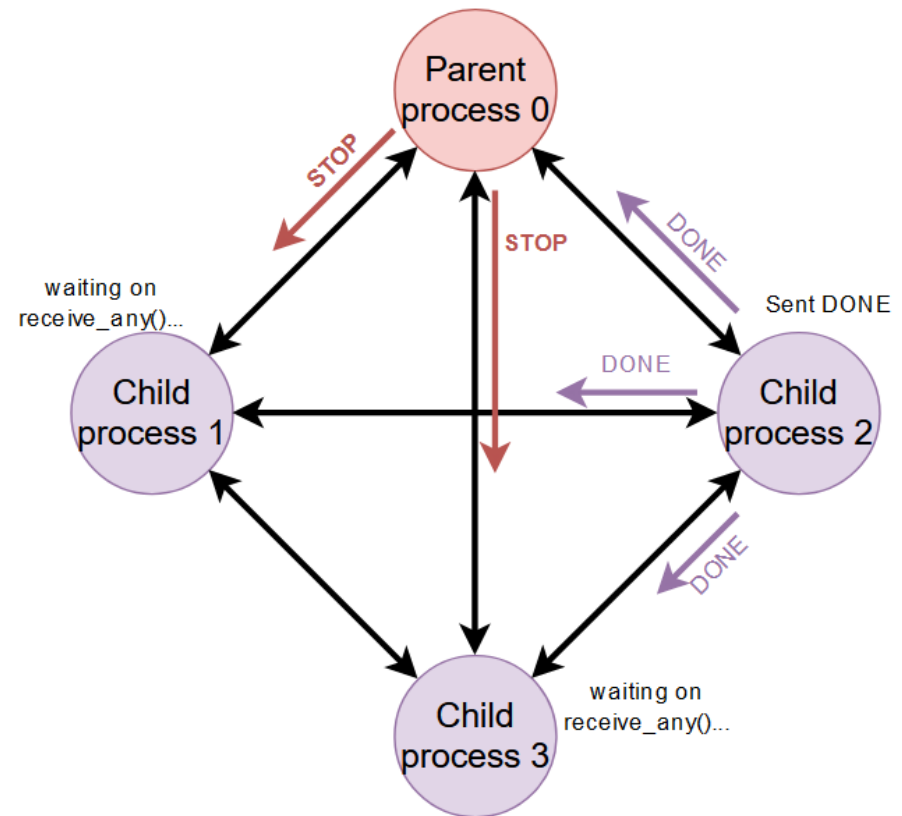 Parent
process 0
STOP
STOP
DONE
waiting on
receive_any()...
Sent DONE
DONE
Child
process 1
Child
process 2
DONE
waiting on
receive_any()...
Child
process 3